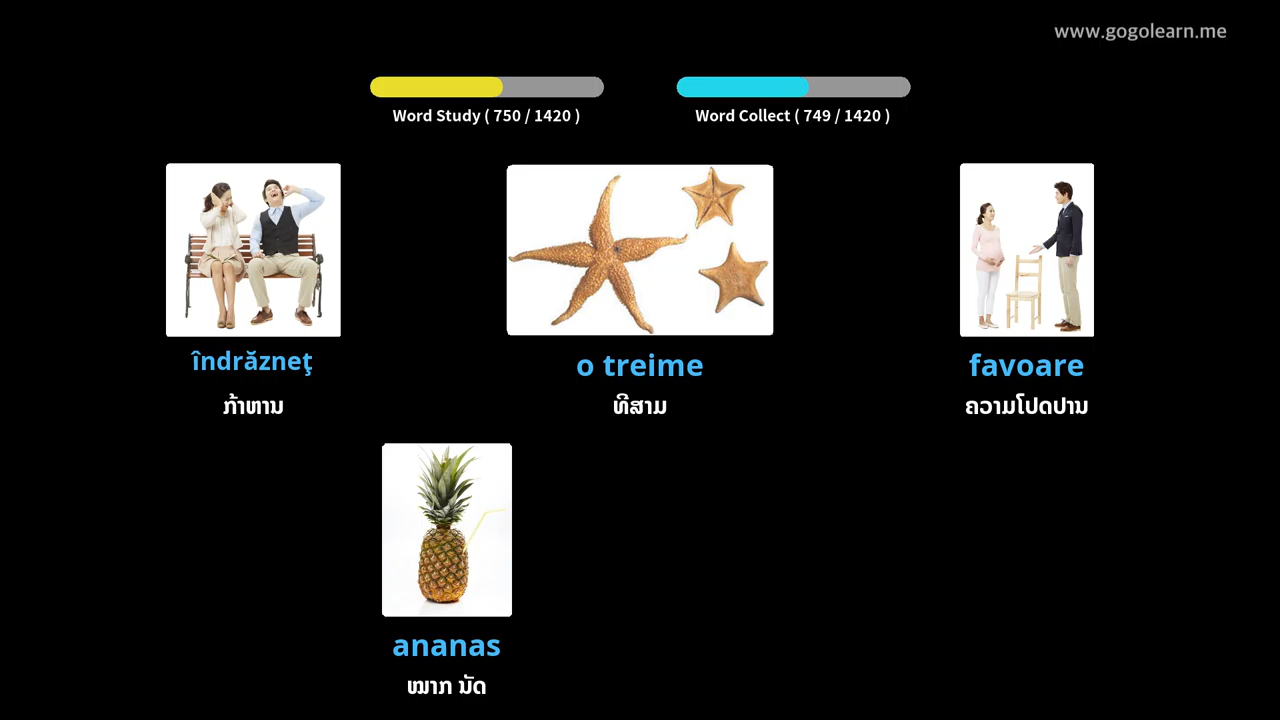 www.gogolearn.me
Word Study ( 750 / 1420 )
Word Collect ( 749 / 1420 )
îndrăzneţ
ກ້າຫານ
o treime
ທີສາມ
favoare
ຄວາມໂປດປານ
ananas
ໝາກ ນັດ